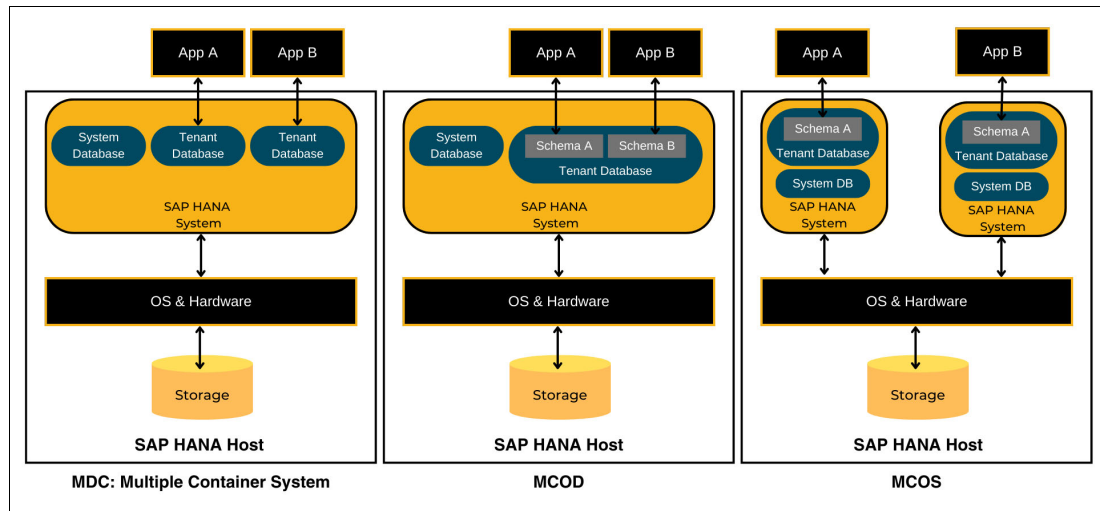 App A
App B
System
Database
Tenant
Database
Tenant
Database
SAP HANA
System
OS & Hardware
Storage
SAP HANA Host
MDC: Multiple Container System
App A
App B
System
Database
Schema A
Schema B
Tenant Database
SAP HANA
System
OS & Hardware
Storage
SAP HANA Host
MCOD
App A
App B
Schema A
Tenant Database
System DB
SAP HANA
System
Schema A
Tenant Database
System DB
SAP HANA
System
OS & Hardware
Storage
SAP HANA Host
MCOS